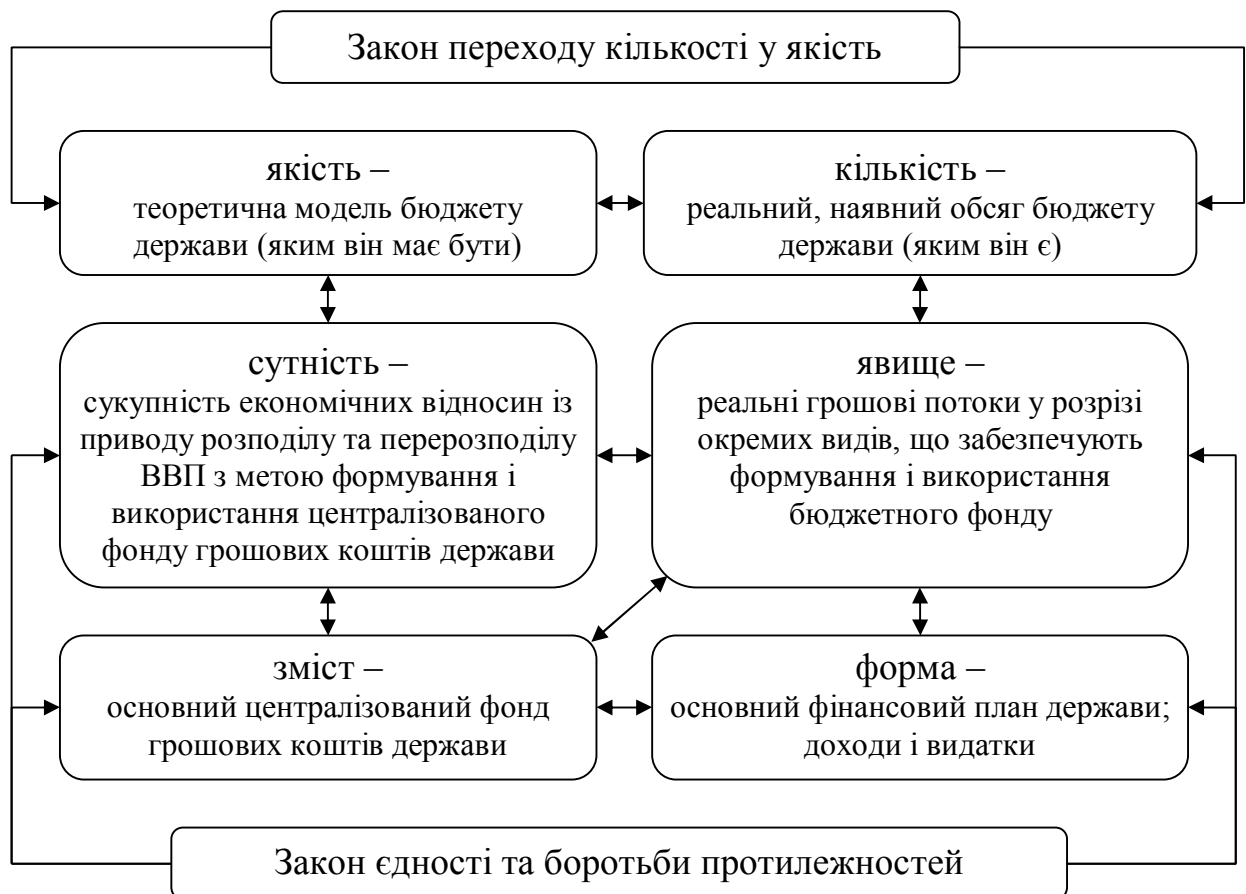 Закон переходу кількості у якість
якість –
теоретична модель бюджету
держави (яким він має бути)
кількість –
реальний, наявний обсяг бюджету
держави (яким він є)
сутність –
сукупність економічних відносин із
приводу розподілу та перерозподілу
ВВП з метою формування і
використання централізованого
фонду грошових коштів держави
явище –
реальні грошові потоки у розрізі
окремих видів, що забезпечують
формування і використання
бюджетного фонду
зміст –
основний централізований фонд
грошових коштів держави
форма –
основний фінансовий план держави;
доходи і видатки
Закон єдності та боротьби протилежностей